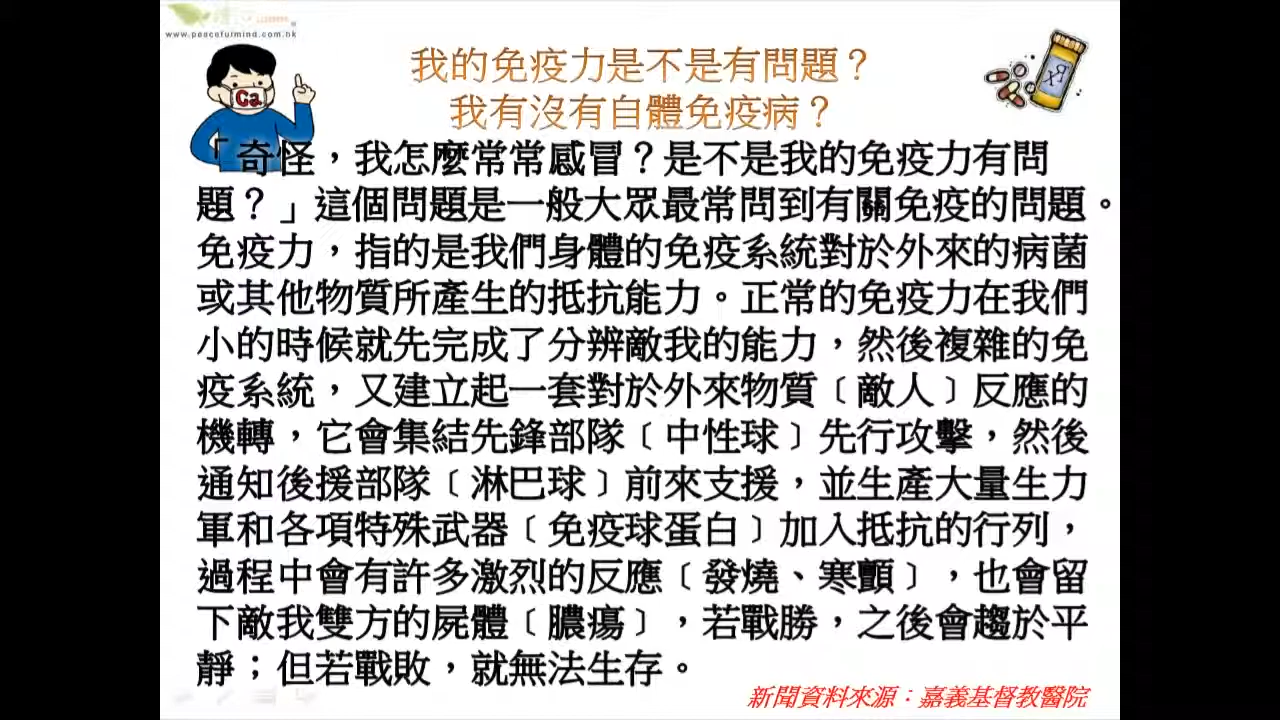 www.peacefulmind.com.hk
Ca
我的免疫力是不是有問題？
我有沒有自體免疫病？
「奇怪，我怎麼常常感冒？是不是我的免疫力有問
題？」這個問題是一般大眾最常問到有關免疫的問題。
免疫力，指的是我們身體的免疫系統對於外來的病菌
或其他物質所產生的抵抗能力。正常的免疫力在我們
小的時候就先完成了分辨敵我的能力，然後複雜的免
疫系統，又建立起一套對於外來物質﹝敵人﹞反應的
機轉，它會集結先鋒部隊﹝中性球﹞先行攻擊，然後
通知後援部隊﹝淋巴球﹞前來支援，並生產大量生力
軍和各項特殊武器﹝免疫球蛋白﹞加入抵抗的行列，
過程中會有許多激烈的反應﹝發燒、寒顫﹞，也會留
下敵我雙方的屍體﹝膿瘍﹞，若戰勝，之後會趨於平
靜；但若戰敗，就無法生存。
新聞資料來源：嘉義基督教醫院